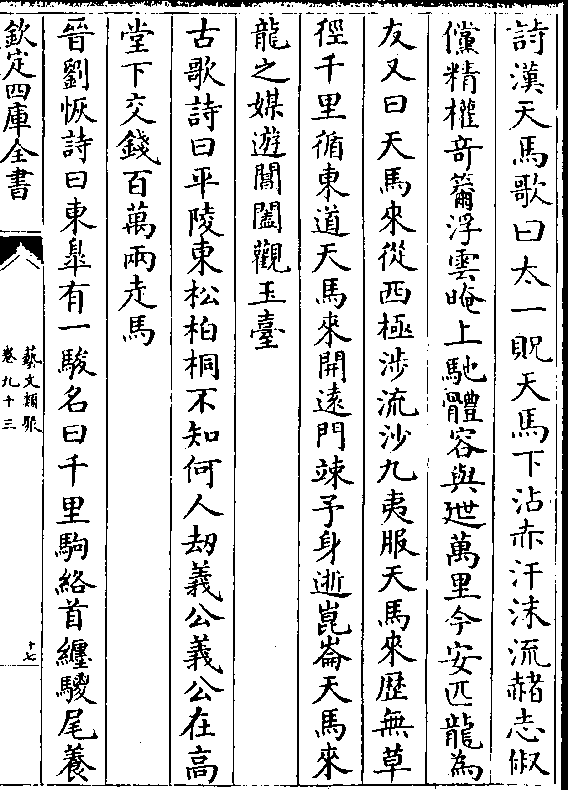 詩漢天馬歌曰太一貺天馬下沾赤汗沫流赭志俶
儻精權竒籋浮雲晻上馳體容與迣萬里今安匹龍為
友又曰天馬來從西極涉流沙九夷服天馬來歴無草
徑千里循東道天馬來開逺門竦予身逝崑崙天馬來
龍之媒遊閶闔觀玉臺
古歌詩曰平陵東松柏桐不知何人刼義公義公在高
堂下交錢百萬兩走馬
晉劉恢詩曰東臯有一駿名曰千里駒絡首纒騣尾養
欽定四庫全書
藝文類聚
卷九十三
十七